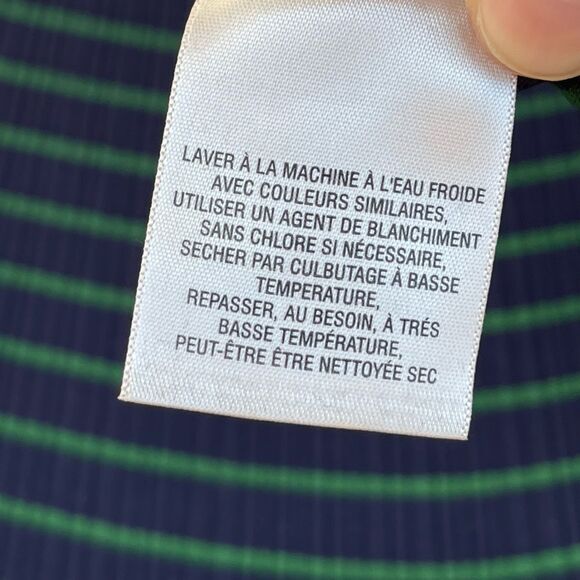 LAVER À LA MACHINE À L'EAU FROIDE
AVEC COULEURS SIMILAIRES,
UTILISER UN AGENT DE BLANCHIMENT
SANS CHLORE SI NÉCESSAIRE,
SECHER PAR CULBUTAGE À BASSE
TEMPERATURE,
REPASSER, AU BESOIN, À TRÉS
BASSE TEMPÉRATURE,
PEUT-ÊTRE ÊTRE NETTOYÉE SEC